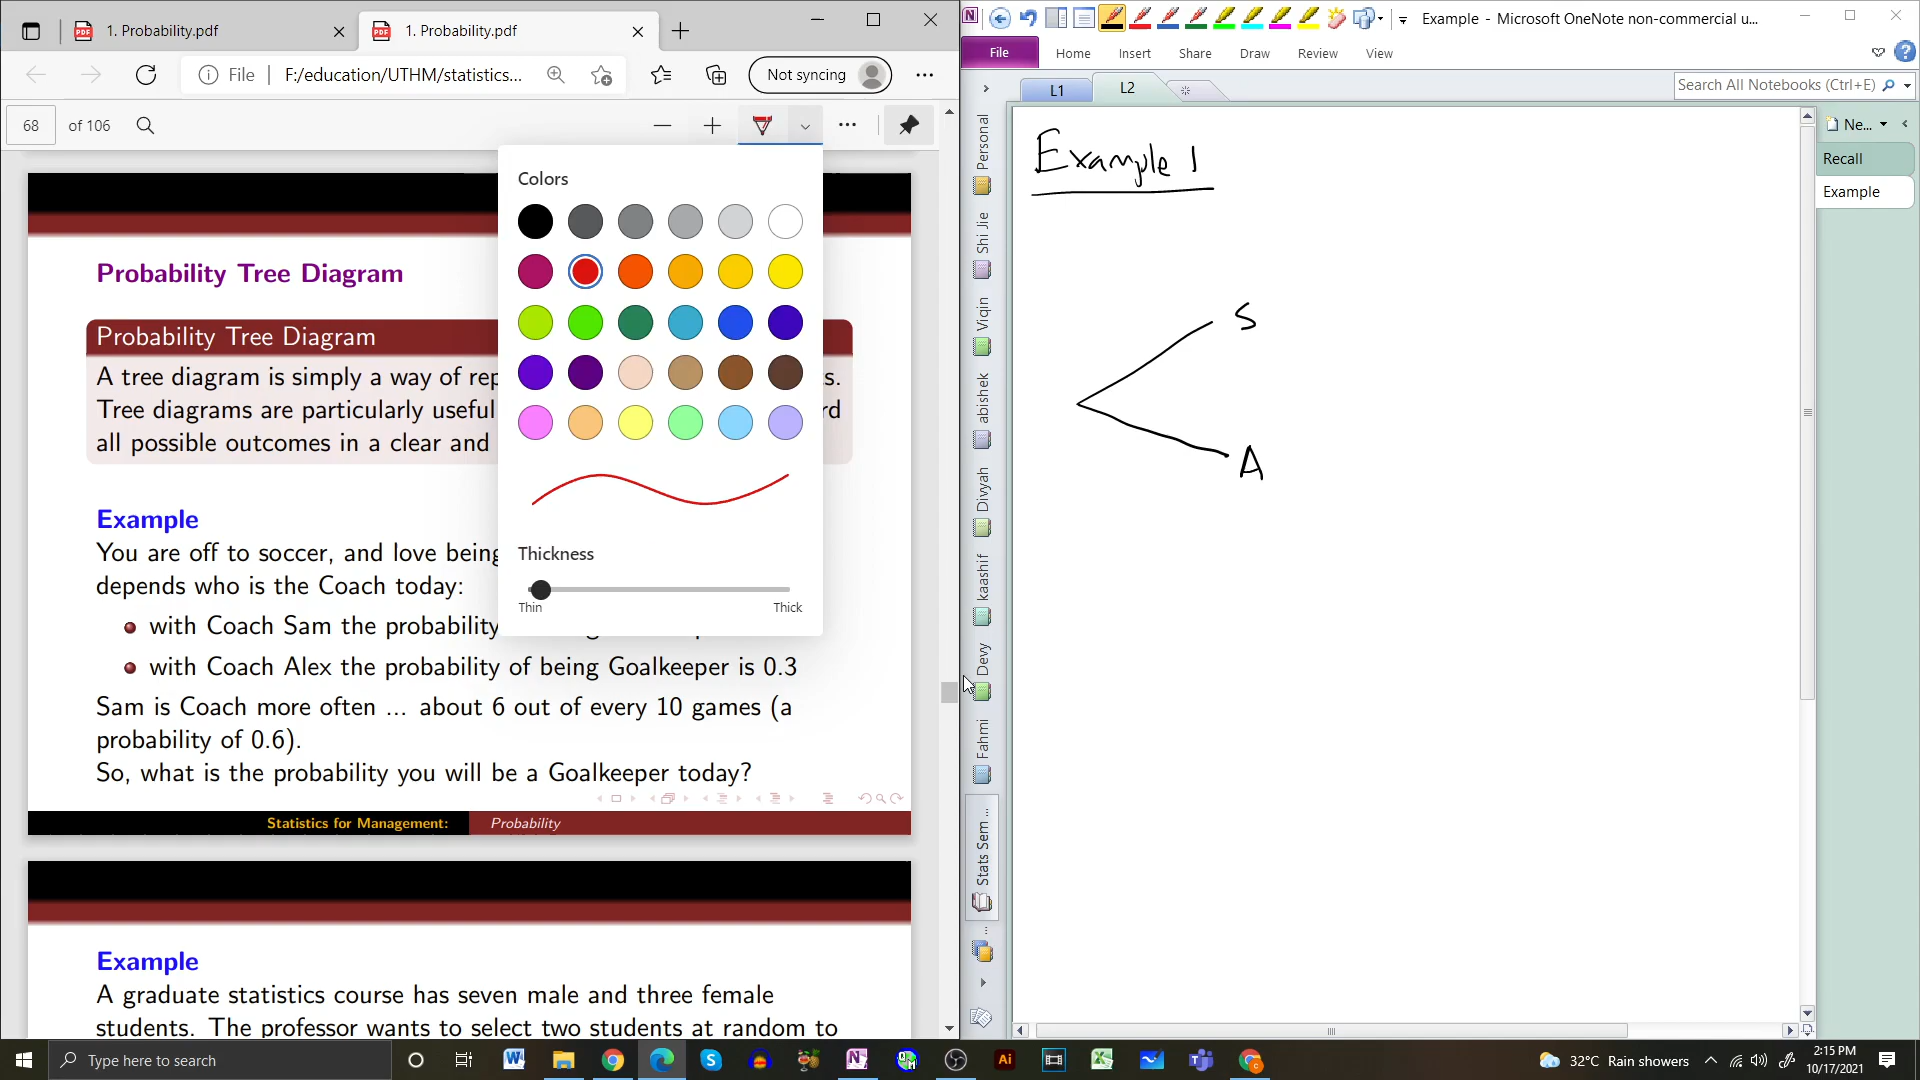 1. Probability.pdf
1. Probability.pdf
File
F:/education/UTHM/statistics...
Not syncing
68 of 106
Colors
Thickness
Thin
Thick
Probability Tree Diagram
Probability Tree Diagram
A tree diagram is simply a way of rep
s.
Tree diagrams are particularly useful
rd
all possible outcomes in a clear and
Example
You are off to soccer, and love being
depends who is the Coach today:
with Coach Sam the probability
with Coach Alex the probability of being Goalkeeper is 0.3
Sam is Coach more often ... about 6 out of every 10 games (a
probability of 0.6).
So, what is the probability you will be a Goalkeeper today?
Statistics for Management:
Probability
Example
A graduate statistics course has seven male and three female
students. The professor wants to select two students at random to
Example - Microsoft OneNote non-commercial u...
File
Home
Insert
Share
Draw
Review
View
L1
L2
Search All Notebooks (Ctrl+E)
Personal
Shi Jie
Viqin
abishek
Divyah
kaashif
Devy
Fahmi
Stats Sem ...
Ne...
Recall
Example
Example 1
S
A
Type here to search
32°C Rain showers
2:15 PM
10/17/2021